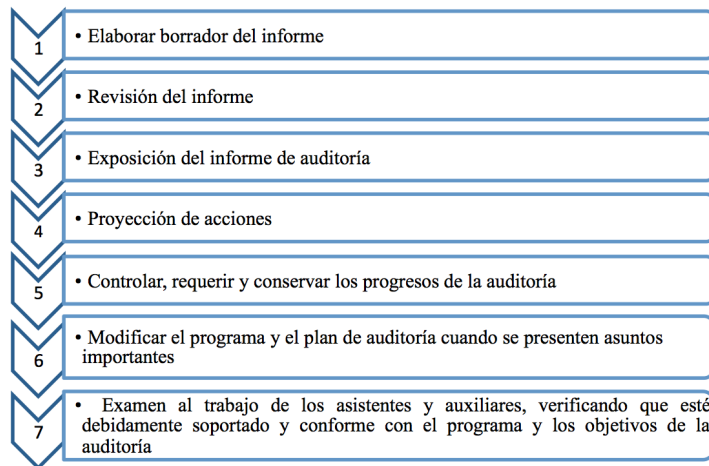 1
• Elaborar borrador del informe
2
• Revisión del informe
3
• Exposición del informe de auditoría
4
• Proyección de acciones
5
• Controlar, requerir y conservar los progresos de la auditoría
6
• Modificar el programa y el plan de auditoría cuando se presenten asuntos
importantes
7
• Examen al trabajo de los asistentes y auxiliares, verificando que esté
debidamente soportado y conforme con el programa y los objetivos de la
auditoría